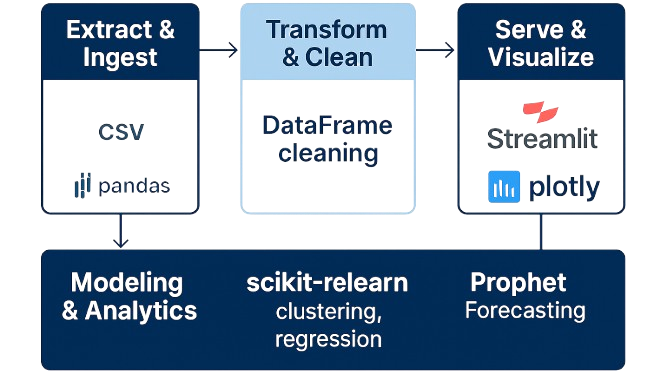 Extract &
Ingest
CSV
pandas
Transform
& Clean
DataFrame
cleaning
Serve &
Visualize
Streamlit
plotly
Modeling
& Analytics
scikit-relearn
clustering,
regression
Prophet
Forecasting